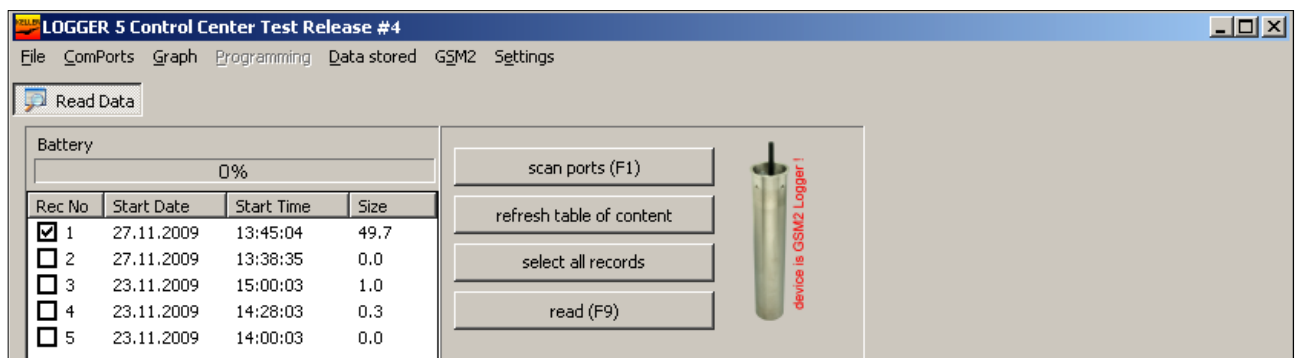 KELLER LOGGER 5 Control Center Test Release #4
File ComPorts Graph Programming Data stored GSM2 Settings
Read Data
Battery
0%
Rec No Start Date Start Time Size
1 27.11.2009 13:45:04 49.7
2 27.11.2009 13:38:35 0.0
3 23.11.2009 15:00:03 1.0
4 23.11.2009 14:28:03 0.3
5 23.11.2009 14:00:03 0.0
scan ports (F1)
refresh table of content
select all records
read (F9)
device is GSM2 Logger !